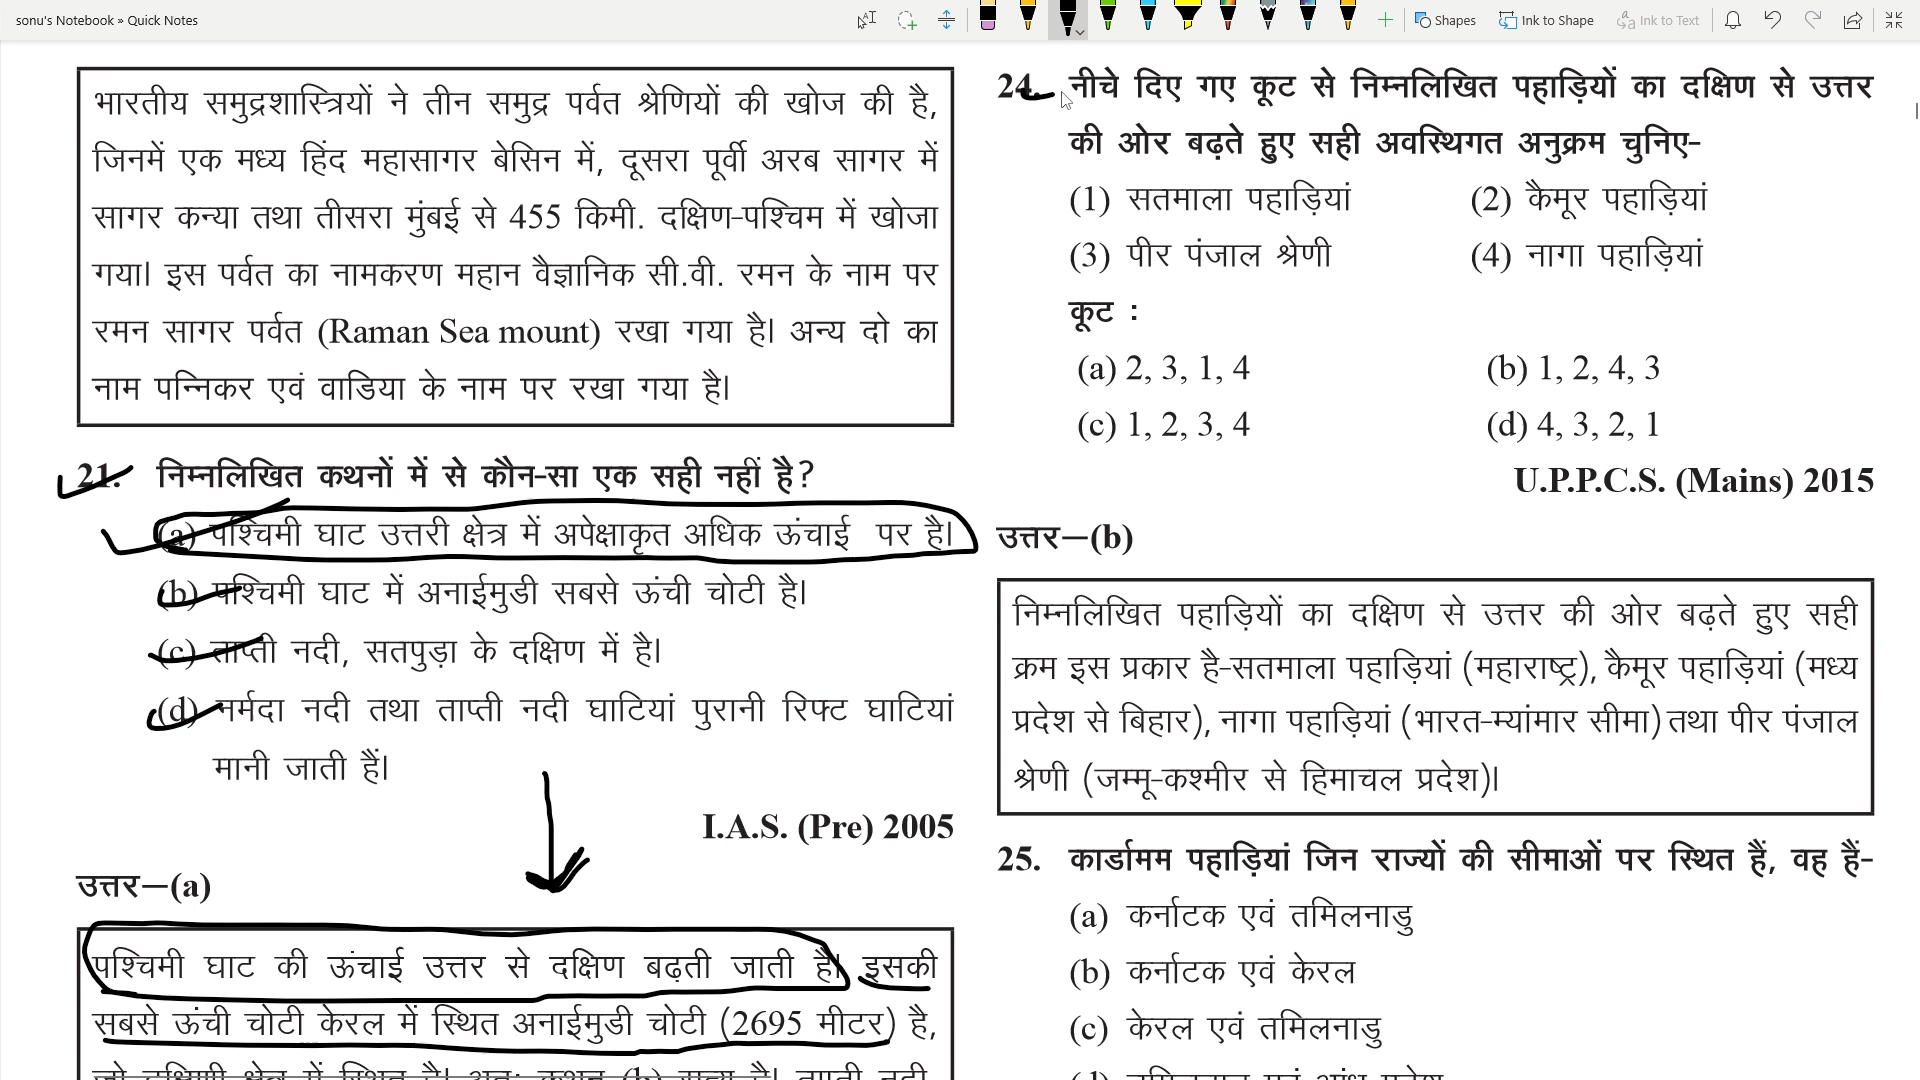 sonu's Notebook » Quick Notes
Shapes
Ink to Shape
Ink to Text
भारतीय समुद्रशास्त्रियों ने तीन समुद्र पर्वत श्रेणियों की खोज की है,
जिनमें एक मध्य हिंद महासागर बेसिन में, दूसरा पूर्वी अरब सागर में
सागर कन्या तथा तीसरा मुंबई से 455 किमी. दक्षिण-पश्चिम में खोजा
गया। इस पर्वत का नामकरण महान वैज्ञानिक सी.वी. रमन के नाम पर
रमन सागर पर्वत (Raman Sea mount) रखा गया है। अन्य दो का
नाम पन्निकर एवं वाडिया के नाम पर रखा गया है।
21. निम्नलिखित कथनों में से कौन-सा एक सही नहीं है?
(a) पश्चिमी घाट उत्तरी क्षेत्र में अपेक्षाकृत अधिक ऊंचाई पर है।
(b) पश्चिमी घाट में अनाईमुडी सबसे ऊंची चोटी है।
(c) ताप्ती नदी, सतपुड़ा के दक्षिण में है।
(d) नर्मदा नदी तथा ताप्ती नदी घाटियां पुरानी रिफ्ट घाटियां
मानी जाती हैं।
I.A.S. (Pre) 2005
उत्तर—(a)
पश्चिमी घाट की ऊंचाई उत्तर से दक्षिण बढ़ती जाती है। इसकी
सबसे ऊंची चोटी केरल में स्थित अनाईमुडी चोटी (2695 मीटर) है,
जो दक्षिणी क्षेत्र में स्थित है। अतः कथन (b) सत्य है। ताप्ती नदी,
24. नीचे दिए गए कूट से निम्नलिखित पहाड़ियों का दक्षिण से उत्तर
की ओर बढ़ते हुए सही अवस्थिगत अनुक्रम चुनिए-
(1) सतमाला पहाड़ियां (2) कैमूर पहाड़ियां
(3) पीर पंजाल श्रेणी (4) नागा पहाड़ियां
कूट :
(a) 2, 3, 1, 4 (b) 1, 2, 4, 3
(c) 1, 2, 3, 4 (d) 4, 3, 2, 1
U.P.P.C.S. (Mains) 2015
उत्तर—(b)
निम्नलिखित पहाड़ियों का दक्षिण से उत्तर की ओर बढ़ते हुए सही
क्रम इस प्रकार है-सतमाला पहाड़ियां (महाराष्ट्र), कैमूर पहाड़ियां (मध्य
प्रदेश से बिहार), नागा पहाड़ियां (भारत-म्यांमार सीमा) तथा पीर पंजाल
श्रेणी (जम्मू-कश्मीर से हिमाचल प्रदेश)।
25. कार्डामम पहाड़ियां जिन राज्यों की सीमाओं पर स्थित हैं, वह हैं-
(a) कर्नाटक एवं तमिलनाडु
(b) कर्नाटक एवं केरल
(c) केरल एवं तमिलनाडु
(d) तमिलनाडु एवं आंध्र प्रदेश